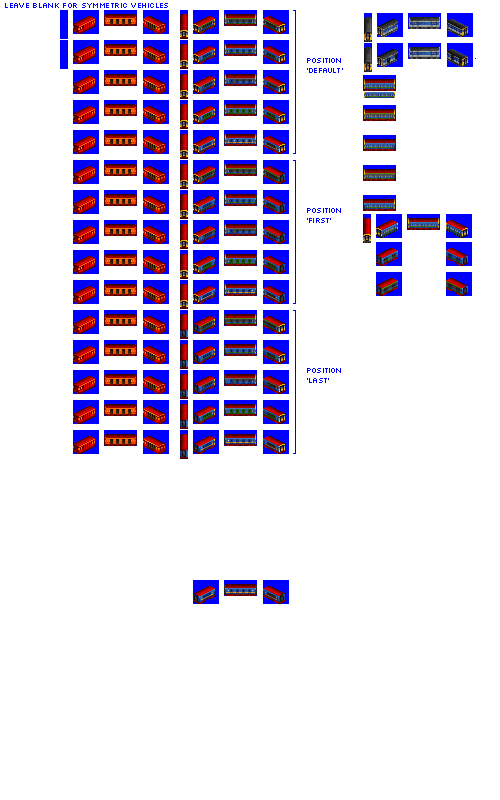 LEAVE BLANK FOR SYMMETRIC VEHICLES
POSITION
'DEFAULT'
POSITION
'FIRST'
POSITION
'LAST'